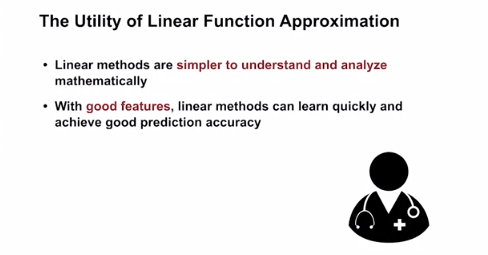 The Utility of Linear Function Approximation
• Linear methods are simpler to understand and analyze
mathematically
• With good features, linear methods can learn quickly and
achieve good prediction accuracy